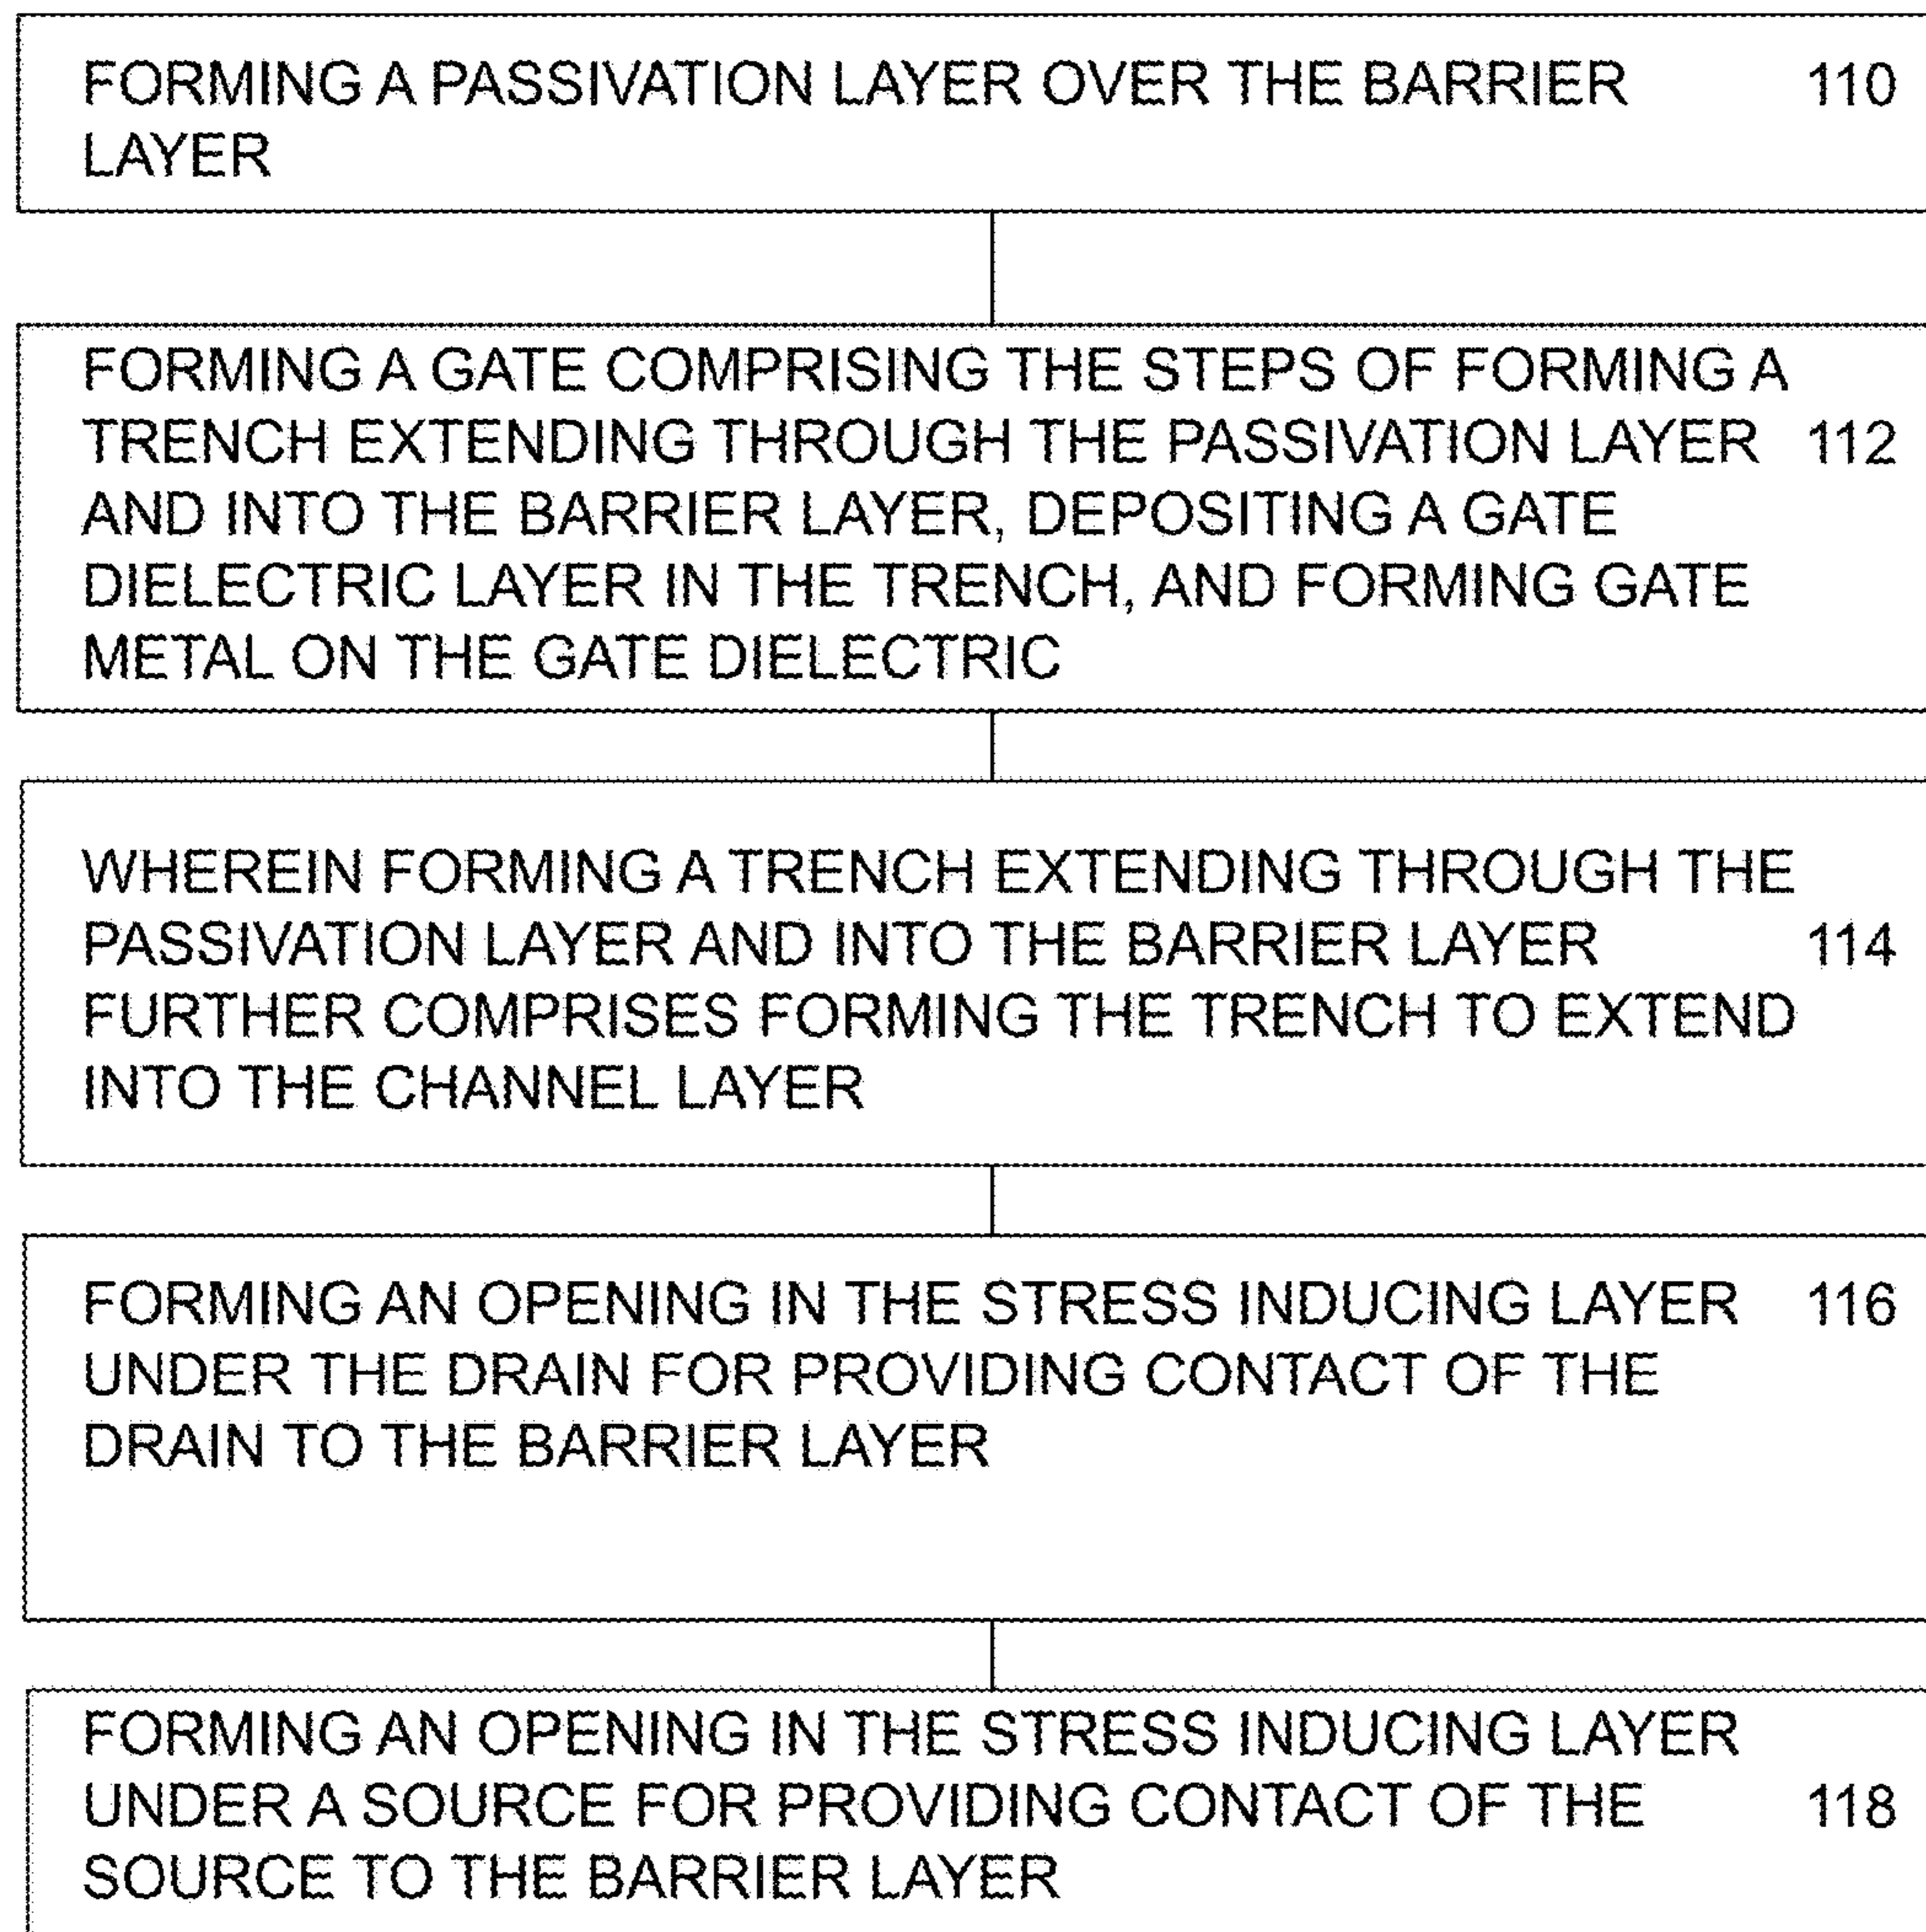 FORMING A PASSIVATION LAYER OVER THE BARRIER 110
LAYER
FORMING A GATE COMPRISING THE STEPS OF FORMING A
TRENCH EXTENDING THROUGH THE PASSIVATION LAYER 112
AND INTO THE BARRIER LAYER, DEPOSITING A GATE
DIELECTRIC LAYER IN THE TRENCH, AND FORMING GATE
METAL ON THE GATE DIELECTRIC
WHEREIN FORMING A TRENCH EXTENDING THROUGH THE
PASSIVATION LAYER AND INTO THE BARRIER LAYER 114
FURTHER COMPRISES FORMING THE TRENCH TO EXTEND
INTO THE CHANNEL LAYER
FORMING AN OPENING IN THE STRESS INDUCING LAYER 116
UNDER THE DRAIN FOR PROVIDING CONTACT OF THE
DRAIN TO THE BARRIER LAYER
FORMING AN OPENING IN THE STRESS INDUCING LAYER
UNDER A SOURCE FOR PROVIDING CONTACT OF THE 118
SOURCE TO THE BARRIER LAYER